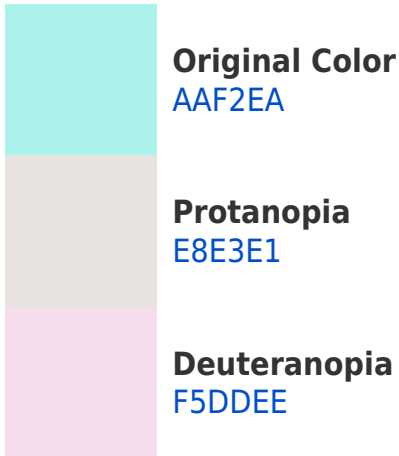 Original Color
AAF2EA
Protanopia
E8E3E1
Deuteranopia
F5DDEE